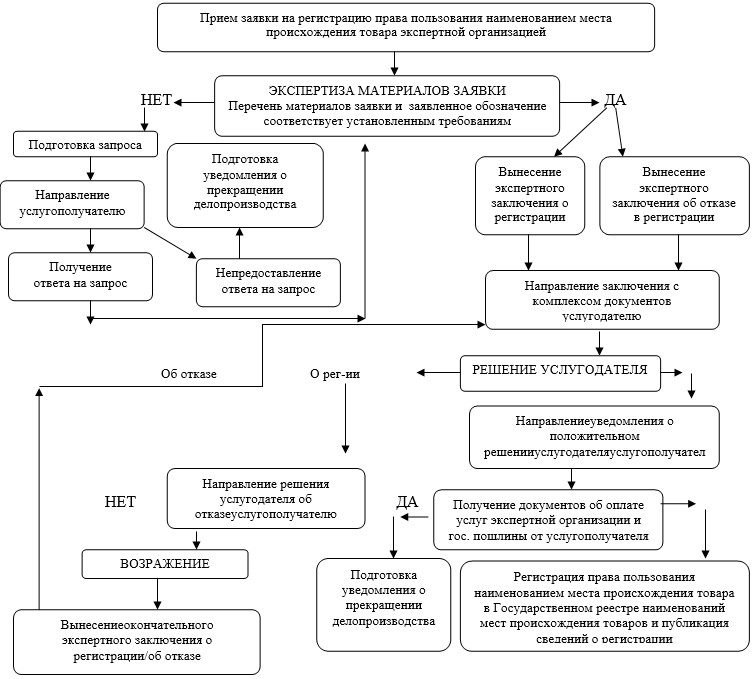 Прием заявки на регистрацию права пользования наименованием места
происхождения товара экспертной организацией
ЭКСПЕРТИЗА МАТЕРИАЛОВ ЗАЯВКИ
Перечень материалов заявки и заявленное обозначение
соответствует установленным требованиям
НЕТ
ДА
Подготовка запроса
Направление
услугополучателю
Получение
ответа на запрос
Подготовка
уведомления о
прекращении
делопроизводства
Непредоставление
ответа на запрос
Вынесение
экспертного
заключения о
регистрации
Вынесение
экспертного
заключения об отказе
в регистрации
Направление заключения с
комплексом документов
услугодателю
Об отказе
О рег-ии
РЕШЕНИЕ УСЛУГОДАТЕЛЯ
Направлениеуведомления о
положительном
решенииуслугодателяуслугополучател
Направление решения
услугодателя об
отказеуслугополучателю
НЕТ
ДА
Получение документов об оплате
услуг экспертной организации и
гос. пошлины от услугополучателя
ВОЗРАЖЕНИЕ
Вынесениеокончательного
экспертного заключения о
регистрации/об отказе
Подготовка
уведомления о
прекращении
делопроизводства
Регистрация права пользования
наименованием места происхождения товара
в Государственном реестре наименований
мест происхождения товаров и публикация
сведений о регистрации